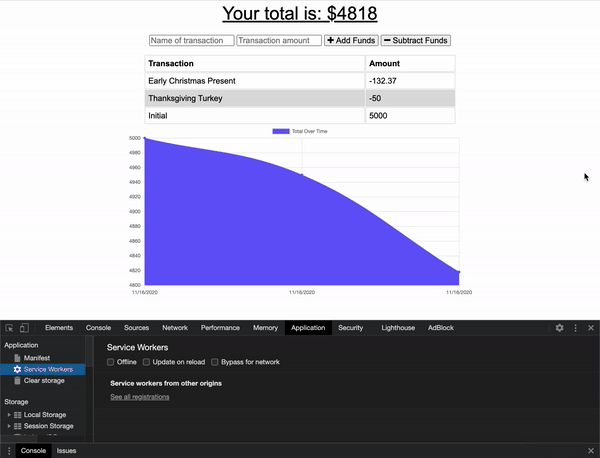 Your total is: $4818
Name of transaction Transaction amount + Add Funds − Subtract Funds
Transaction Amount
Early Christmas Present -132.37
Thanksgiving Turkey -50
Initial 5000
Total Over Time
5000
4980
4960
4940
4920
4900
4880
4860
4840
4820
4800
11/16/2020 11/16/2020 11/16/2020
Elements Console Sources Network Performance Memory Application Security Lighthouse AdBlock
Application
Manifest
Service Workers
Clear storage
Storage
Local Storage
Session Storage
Service Workers
Offline Update on reload Bypass for network
Service workers from other origins
See all registrations
Console Issues